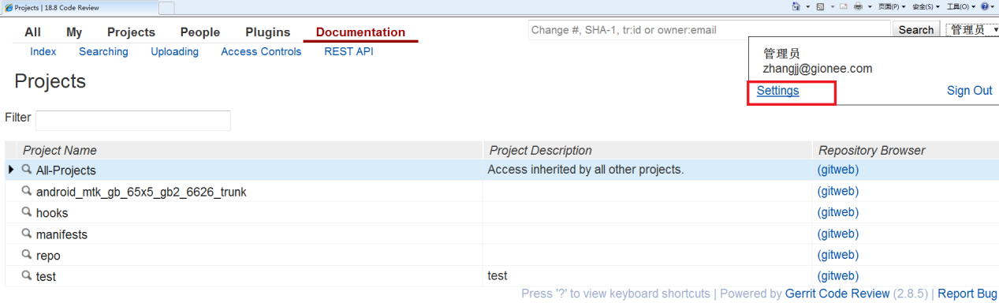 Projects | 18.8 Code Review
页面(P) 安全(S) 工具(O)
All My Projects People Plugins Documentation
Change #, SHA-1, tr:id or owner:email Search 管理员
Index Searching Uploading Access Controls REST API
管理员
zhangjj@gionee.com
Settings Sign Out
Projects
Filter
Project Name Project Description Repository Browser
All-Projects Access inherited by all other projects. (gitweb)
android_mtk_gb_65x5_gb2_6626_trunk (gitweb)
hooks (gitweb)
manifests (gitweb)
repo (gitweb)
test test (gitweb)
Press '?' to view keyboard shortcuts | Powered by Gerrit Code Review (2.8.5) | Report Bug